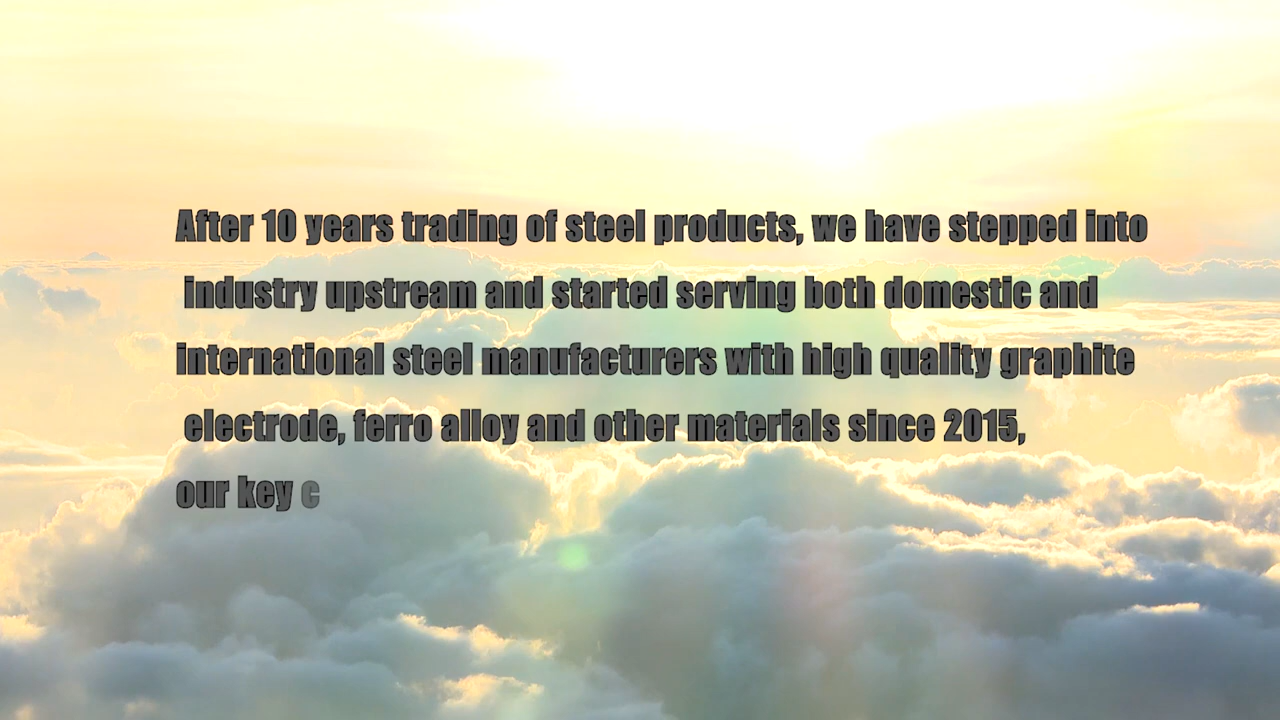 After 10 years trading of steel products, we have stepped into
industry upstream and started serving both domestic and
international steel manufacturers with high quality graphite
electrode, ferro alloy and other materials since 2015,
our key c